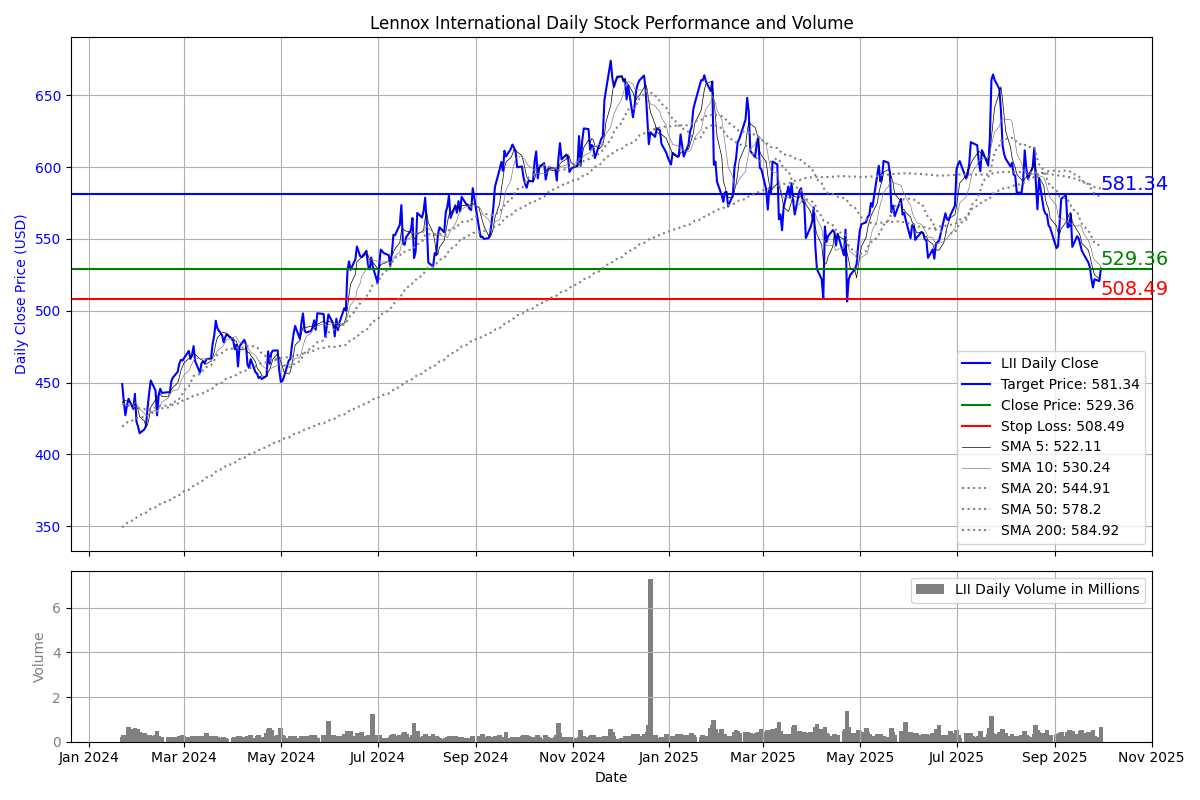 Lennox International Daily Stock Performance and Volume
Daily Close Price (USD)
650
600
550
500
450
400
350
581.34
529.36
508.49
LII Daily Close
Target Price: 581.34
Close Price: 529.36
Stop Loss: 508.49
SMA 5: 522.11
SMA 10: 530.24
SMA 20: 544.91
SMA 50: 578.2
SMA 200: 584.92
Volume
6
4
2
0
LII Daily Volume in Millions
Jan 2024 Mar 2024 May 2024 Jul 2024 Sep 2024 Nov 2024 Jan 2025 Mar 2025 May 2025 Jul 2025 Sep 2025 Nov 2025
Date